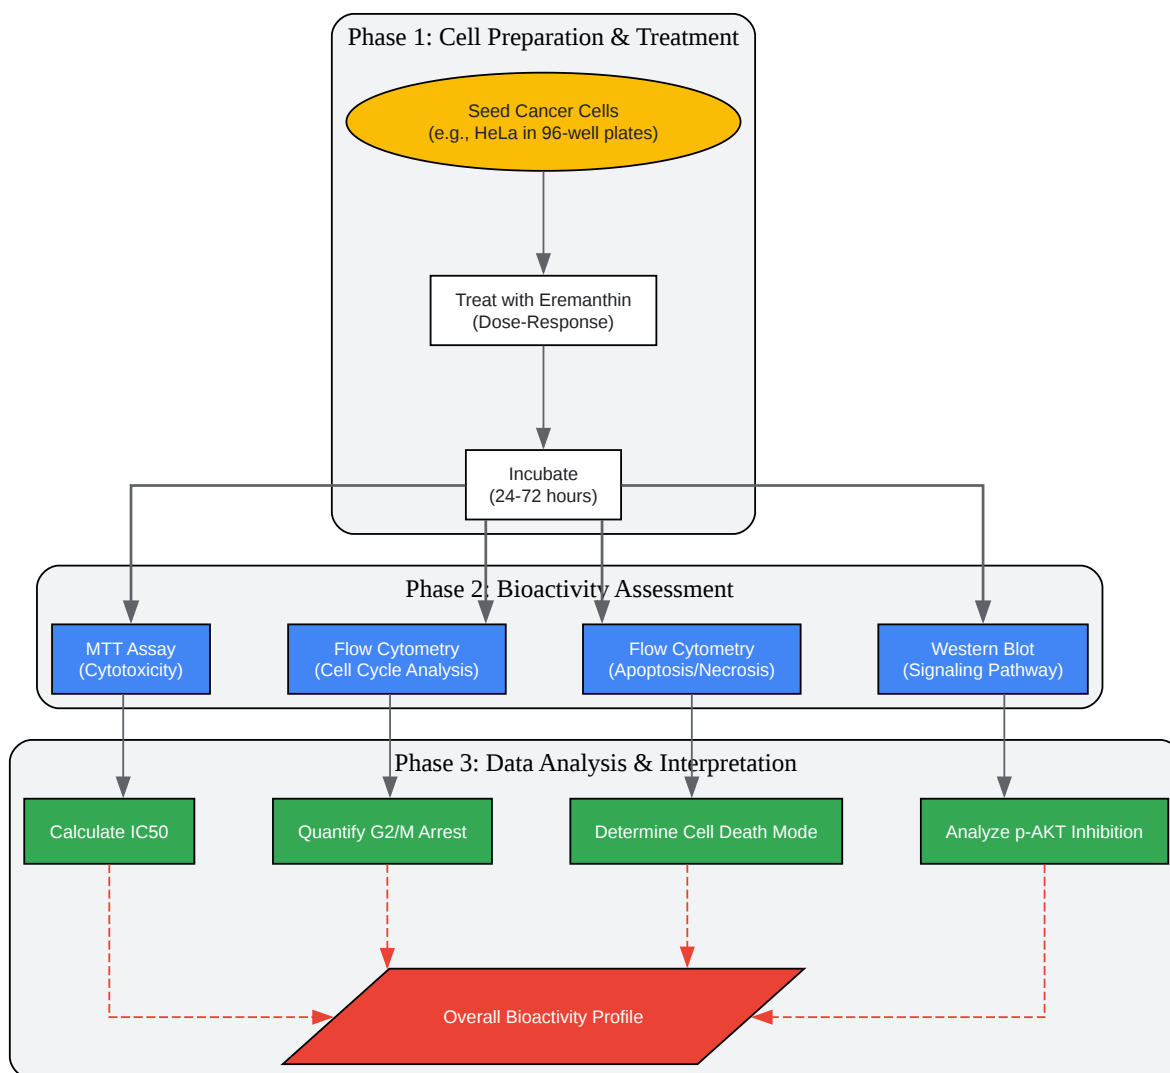 Phase 1: Cell Preparation & Treatment
Seed Cancer Cells
(e.g., HeLa in 96-well plates)
Treat with Eremanthin
(Dose-Response)
Incubate
(24-72 hours)
Phase 2: Bioactivity Assessment
MTT Assay
(Cytotoxicity)
Flow Cytometry
(Cell Cycle Analysis)
Flow Cytometry
(Apoptosis/Necrosis)
Western Blot
(Signaling Pathway)
Phase 3: Data Analysis & Interpretation
Calculate IC50
Quantify G2/M Arrest
Determine Cell Death Mode
Analyze p-AKT Inhibition
Overall Bioactivity Profile